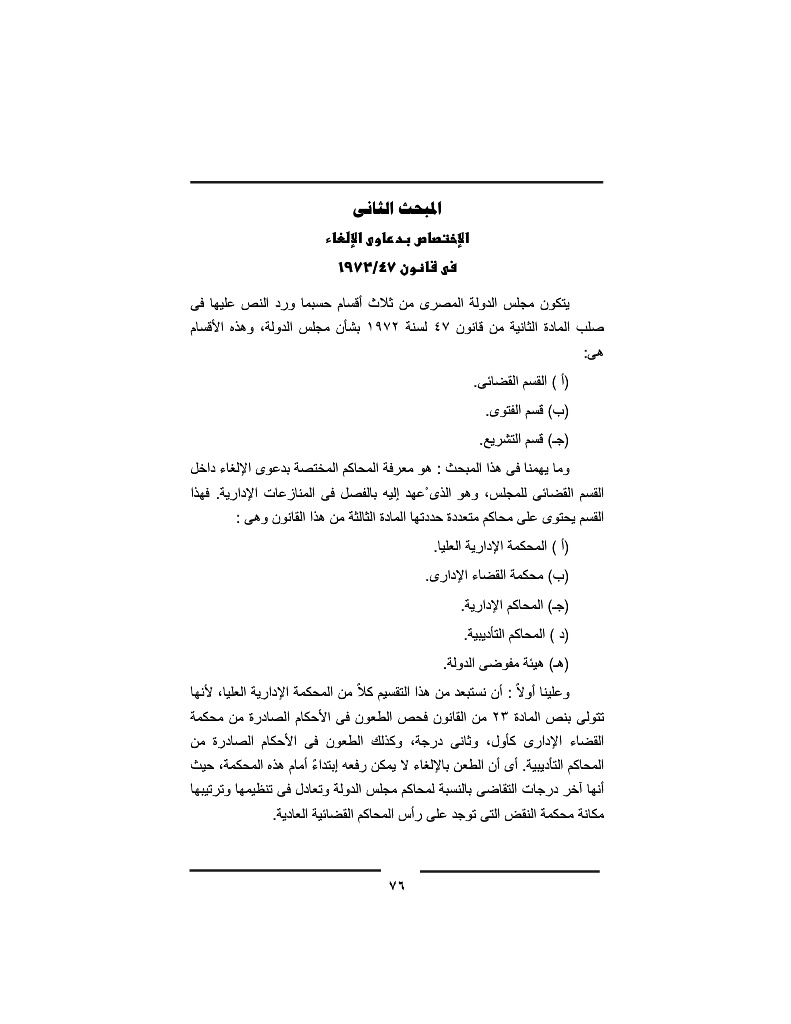 المبحث الثانى
الإختصاص بدعاوى الإلغاء
فى قانون ١٩٧٣/٤٧
يتكون مجلس الدولة المصرى من ثلاث أقسام حسبما ورد النص عليها فى
صلب المادة الثانية من قانون ٤٧ لسنة ١٩٧٢ بشأن مجلس الدولة، وهذه الأقسام
هى:
(أ ) القسم القضائى.
(ب) قسم الفتوى.
(جـ) قسم التشريع.
وما يهمنا فى هذا المبحث : هو معرفة المحاكم المختصة بدعوى الإلغاء داخل
القسم القضائى للمجلس، وهو الذى ْعهد إليه بالفصل فى المنازعات الإدارية. فهذا
القسم يحتوى على محاكم متعددة حددتها المادة الثالثة من هذا القانون وهى :
(أ ) المحكمة الإدارية العليا.
(ب) محكمة القضاء الإدارى.
(جـ) المحاكم الإدارية.
(د ) المحاكم التأديبية.
(هـ) هيئة مفوضى الدولة.
وعلينا أولاً : أن نستبعد من هذا التقسيم كلاً من المحكمة الإدارية العليا، لأنها
تتولى بنص المادة ٢٣ من القانون فحص الطعون فى الأحكام الصادرة من محكمة
القضاء الإدارى كأول، وثانى درجة، وكذلك الطعون فى الأحكام الصادرة من
المحاكم التأديبية. أى أن الطعن بالإلغاء لا يمكن رفعه إبتداءً أمام هذه المحكمة، حيث
أنها آخر درجات التقاضى بالنسبة لمحاكم مجلس الدولة وتعادل فى تنظيمها وترتيبها
مكانة محكمة النقض التى توجد على رأس المحاكم القضائية العادية.
٧٦